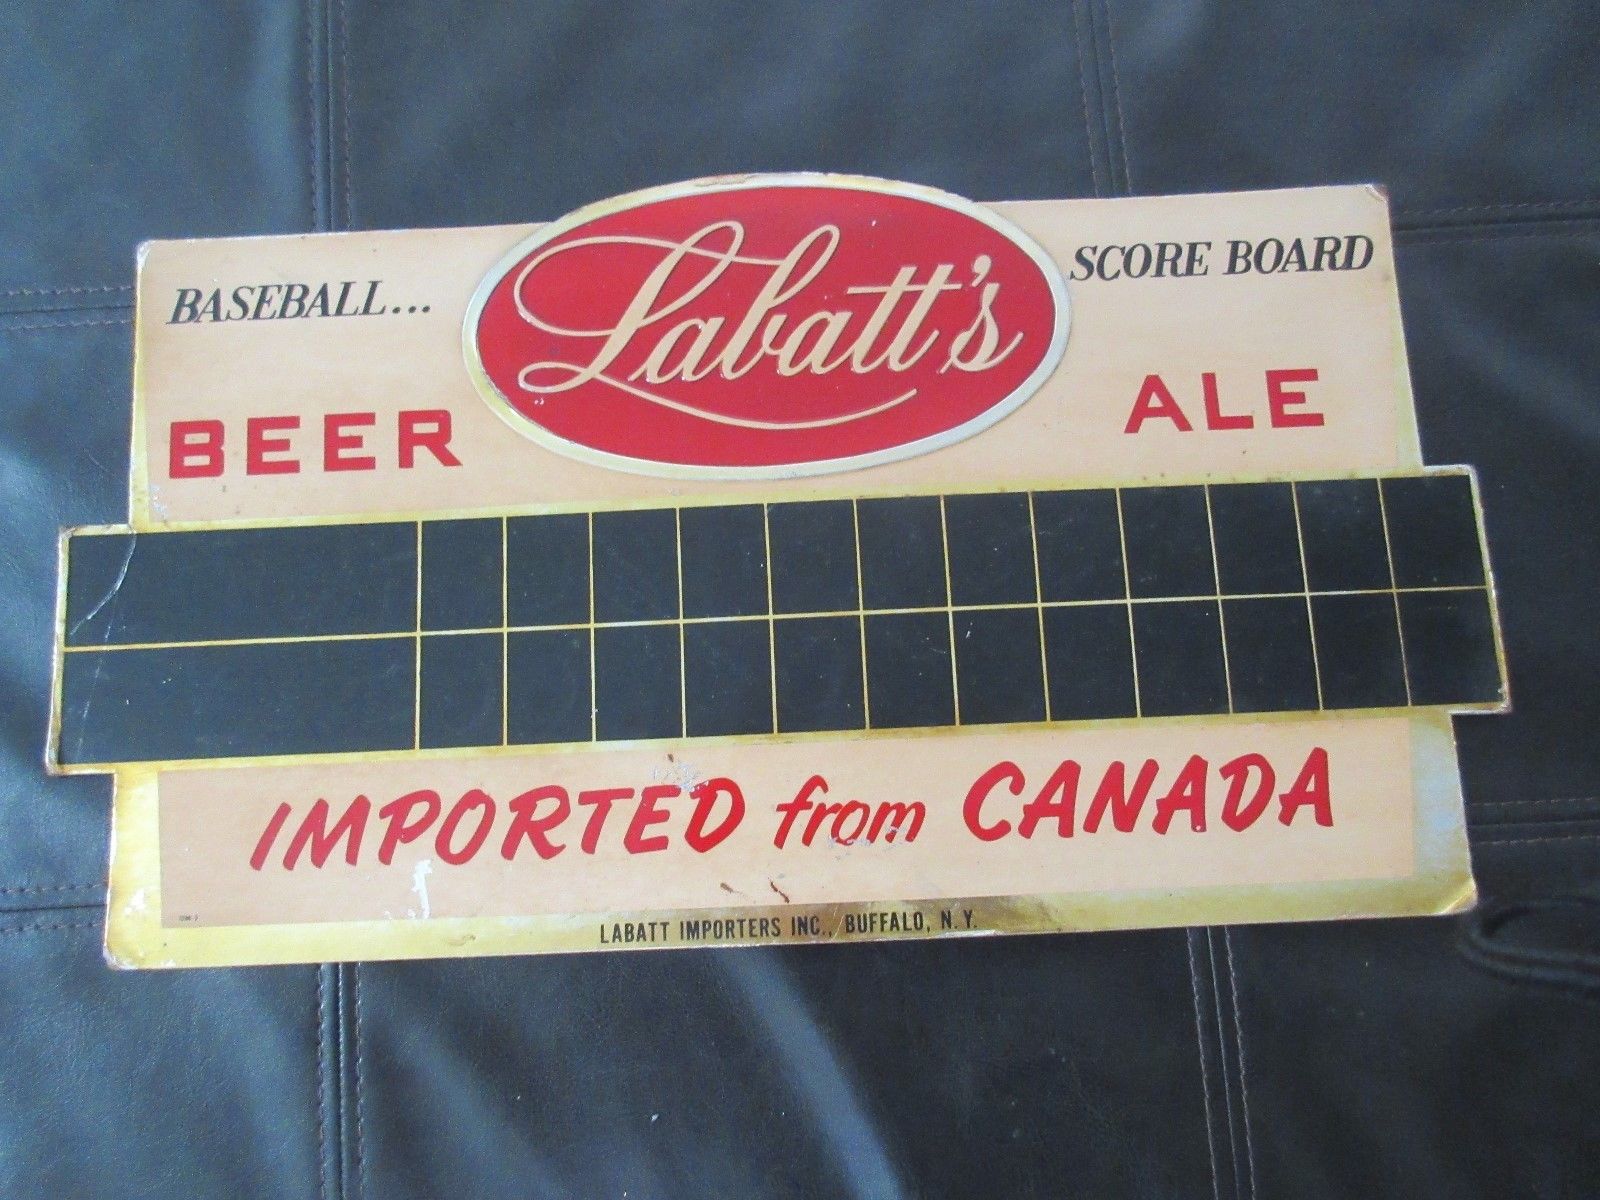 BASEBALL...
Labatt's
SCORE BOARD
BEER
ALE
IMPORTED from CANADA
LABATT IMPORTERS INC., BUFFALO, N.Y.